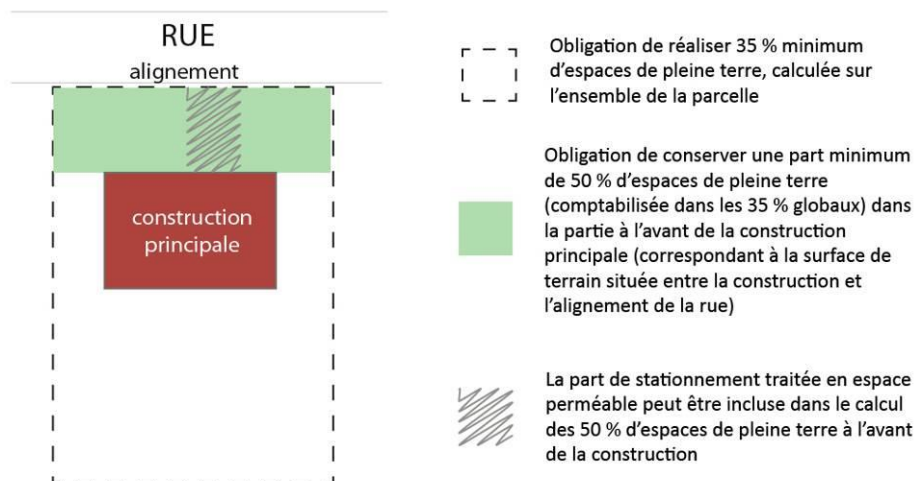 RUE
alignement
construction
principale
Obligation de réaliser 35 % minimum
d’espaces de pleine terre, calculée sur
l’ensemble de la parcelle
Obligation de conserver une part minimum
de 50 % d’espaces de pleine terre
(comptabilisée dans les 35 % globaux) dans
la partie à l’avant de la construction
principale (correspondant à la surface de
terrain située entre la construction et
l’alignement de la rue)
La part de stationnement traitée en espace
perméable peut être incluse dans le calcul
des 50 % d’espaces de pleine terre à l’avant
de la construction